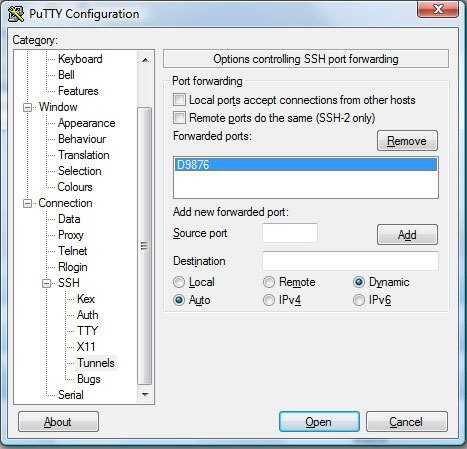 PuTTY Configuration
Category:
Keyboard
Bell
Features
Window
Appearance
Behaviour
Translation
Selection
Colours
Connection
Data
Proxy
Telnet
Rlogin
SSH
Kex
Auth
TTY
X11
Tunnels
Bugs
Serial
Options controlling SSH port forwarding
Port forwarding
Local ports accept connections from other hosts
Remote ports do the same (SSH-2 only)
Forwarded ports:
Remove
D9876
Add new forwarded port:
Source port
Add
Destination
Local Remote Dynamic
Auto IPv4 IPv6
About
Open
Cancel